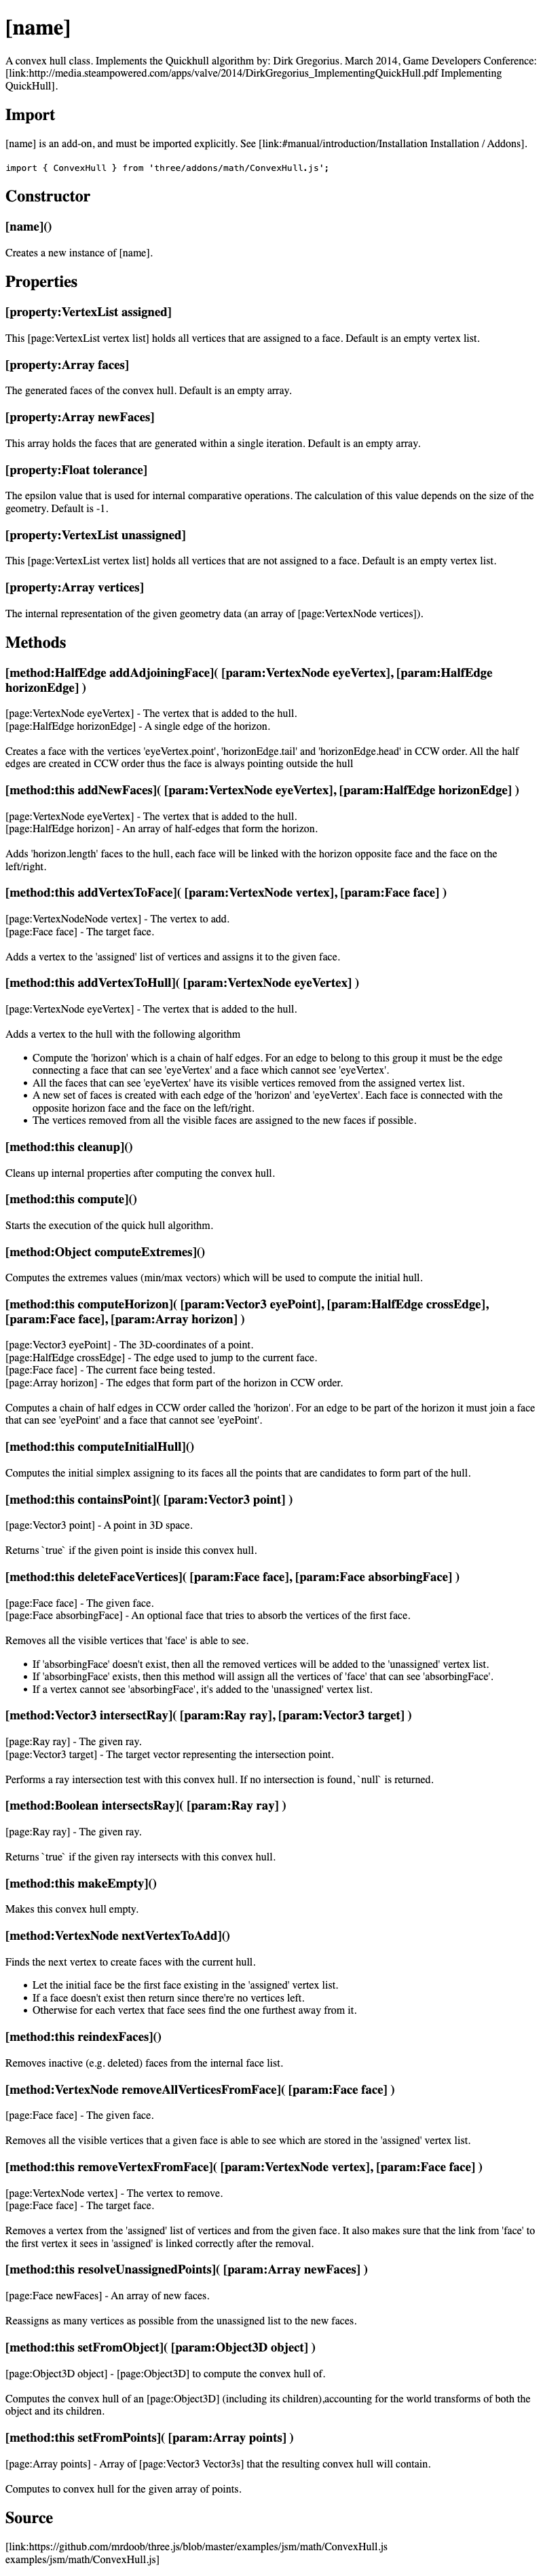 [name]
A convex hull class. Implements the Quickhull algorithm by: Dirk Gregorius. March 2014, Game Developers Conference:
[link:http://media.steampowered.com/apps/valve/2014/DirkGregorius_ImplementingQuickHull.pdf Implementing
QuickHull].
Import
[name] is an add-on, and must be imported explicitly. See [link:#manual/introduction/Installation Installation / Addons].
import { ConvexHull } from 'three/addons/math/ConvexHull.js';
Constructor
[name]()
Creates a new instance of [name].
Properties
[property:VertexList assigned]
This [page:VertexList vertex list] holds all vertices that are assigned to a face. Default is an empty vertex list.
[property:Array faces]
The generated faces of the convex hull. Default is an empty array.
[property:Array newFaces]
This array holds the faces that are generated within a single iteration. Default is an empty array.
[property:Float tolerance]
The epsilon value that is used for internal comparative operations. The calculation of this value depends on the size of the
geometry. Default is -1.
[property:VertexList unassigned]
This [page:VertexList vertex list] holds all vertices that are not assigned to a face. Default is an empty vertex list.
[property:Array vertices]
The internal representation of the given geometry data (an array of [page:VertexNode vertices]).
Methods
[method:HalfEdge addAdjoiningFace]( [param:VertexNode eyeVertex], [param:HalfEdge
horizonEdge] )
[page:VertexNode eyeVertex] - The vertex that is added to the hull.
[page:HalfEdge horizonEdge] - A single edge of the horizon.
Creates a face with the vertices 'eyeVertex.point', 'horizonEdge.tail' and 'horizonEdge.head' in CCW order. All the half
edges are created in CCW order thus the face is always pointing outside the hull
[method:this addNewFaces]( [param:VertexNode eyeVertex], [param:HalfEdge horizonEdge] )
[page:VertexNode eyeVertex] - The vertext that is added to the hull.
[page:HalfEdge horizon] - An array of half-edges that form the horizon.
Adds 'horizon.length' faces to the hull, each face will be linked with the horizon opposite face and the face on the
left/right.
[method:this addVertexToFace]( [param:VertexNode vertex], [param:Face face] )
[page:VertexNodeNode vertex] - The vertex to add.
[page:Face face] - The target face.
Adds a vertex to the 'assigned' list of vertices and assigns it to the given face.
[method:this addVertexToHull]( [param:VertexNode eyeVertex] )
[page:VertexNode eyeVertex] - The vertex that is added to the hull.
Adds a vertex to the hull with the following algorithm
• Compute the 'horizon' which is a chain of half edges. For an edge to belong to this group it must be the edge
connecting a face that can see 'eyeVertex' and a face which cannot see 'eyeVertex'.
• All the faces that can see 'eyeVertex' have its visible vertices removed from the assigned vertex list.
• A new set of faces is created with each edge of the 'horizon' and 'eyeVertex'. Each face is connected with the
opposite horizon face and the face on the left/right.
• The vertices removed from all the visible faces are assigned to the new faces if possible.
[method:this cleanup]()
Cleans up internal properties after computing the convex hull.
[method:this compute]()
Starts the execution of the quick hull algorithm.
[method:Object computeExtremes]()
Computes the extremes values (min/max vectors) which will be used to compute the initial hull.
[method:this computeHorizon]( [param:Vector3 eyePoint], [param:HalfEdge crossEdge],
[param:Face face], [param:Array horizon] )
[page:Vector3 eyePoint] - The 3D-coordinates of a point.
[page:HalfEdge crossEdge] - The edge used to jump to the current face.
[page:Face face] - The current face being tested.
[page:Array horizon] - The edges that form part of the horizon in CCW order.
Computes a chain of half edges in CCW order called the 'horizon'. For an edge to be part of the horizon it must join a face
that can see 'eyePoint' and a face that cannot see 'eyePoint'.
[method:this computeInitialHull]()
Computes the initial simplex assigning to its faces all the points that are candidates to form part of the hull.
[method:this containsPoint]( [param:Vector3 point] )
[page:Vector3 point] - A point in 3D space.
Returns `true` if the given point is inside this convex hull.
[method:this deleteFaceVertices]( [param:Face face], [param:Face absorbingFace] )
[page:Face face] - The given face.
[page:Face absorbingFace] - An optional face that tries to absorb the vertices of the first face.
Removes all the visible vertices that 'face' is able to see.
• If 'absorbingFace' doesn't exist, then all the removed vertices will be added to the 'unassigned' vertex list.
• If 'absorbingFace' exists, then this method will assign all the vertices of 'face' that can see 'absorbingFace'.
• If a vertex cannot see 'absorbingFace', it's added to the 'unassigned' vertex list.
[method:Vector3 intersectRay]( [param:Ray ray], [param:Vector3 target] )
[page:Ray ray] - The given ray.
[page:Vector3 target] - The target vector representing the intersection point.
Performs a ray intersection test with this convex hull. If no intersection is found, `null` is returned.
[method:Boolean intersectsRay]( [param:Ray ray] )
[page:Ray ray] - The given ray.
Returns `true` if the given ray intersects with this convex hull.
[method:this makeEmpty]()
Makes this convex hull empty.
[method:VertexNode nextVertexToAdd]()
Finds the next vertex to create faces with the current hull.
• Let the initial face be the first face existing in the 'assigned' vertex list.
• If a face doesn't exist then return since there're no vertices left.
• Otherwise for each vertex that face sees find the one furthest away from it.
[method:this reindexFaces]()
Removes inactive (e.g. deleted) faces from the internal face list.
[method:VertexNode removeAllVerticesFromFace]( [param:Face face] )
[page:Face face] - The given face.
Removes all the visible vertices that a given face is able to see which are stored in the 'assigned' vertext list.
[method:this removeVertexFromFace]( [param:VertexNode vertex], [param:Face face] )
[page:VertexNode vertex] - The vertex to remove.
[page:Face face] - The target face.
Removes a vertex from the 'assigned' list of vertices and from the given face. It also makes sure that the link from 'face' to
the first vertex it sees in 'assigned' is linked correctly after the removal.
[method:this resolveUnassignedPoints]( [param:Array newFaces] )
[page:Face newFaces] - An array of new faces.
Reassigns as many vertices as possible from the unassigned list to the new faces.
[method:this setFromObject]( [param:Object3D object] )
[page:Object3D object] - [page:Object3D] to compute the convex hull of.
Computes the convex hull of an [page:Object3D] (including its children),accounting for the world transforms of both the
object and its children.
[method:this setFromPoints]( [param:Array points] )
[page:Array points] - Array of [page:Vector3 Vector3s] that the resulting convex hull will contain.
Computes to convex hull for the given array of points.
Source
[link:https://github.com/mrdoob/three.js/blob/master/examples/jsm/math/ConvexHull.js
examples/jsm/math/ConvexHull.js]